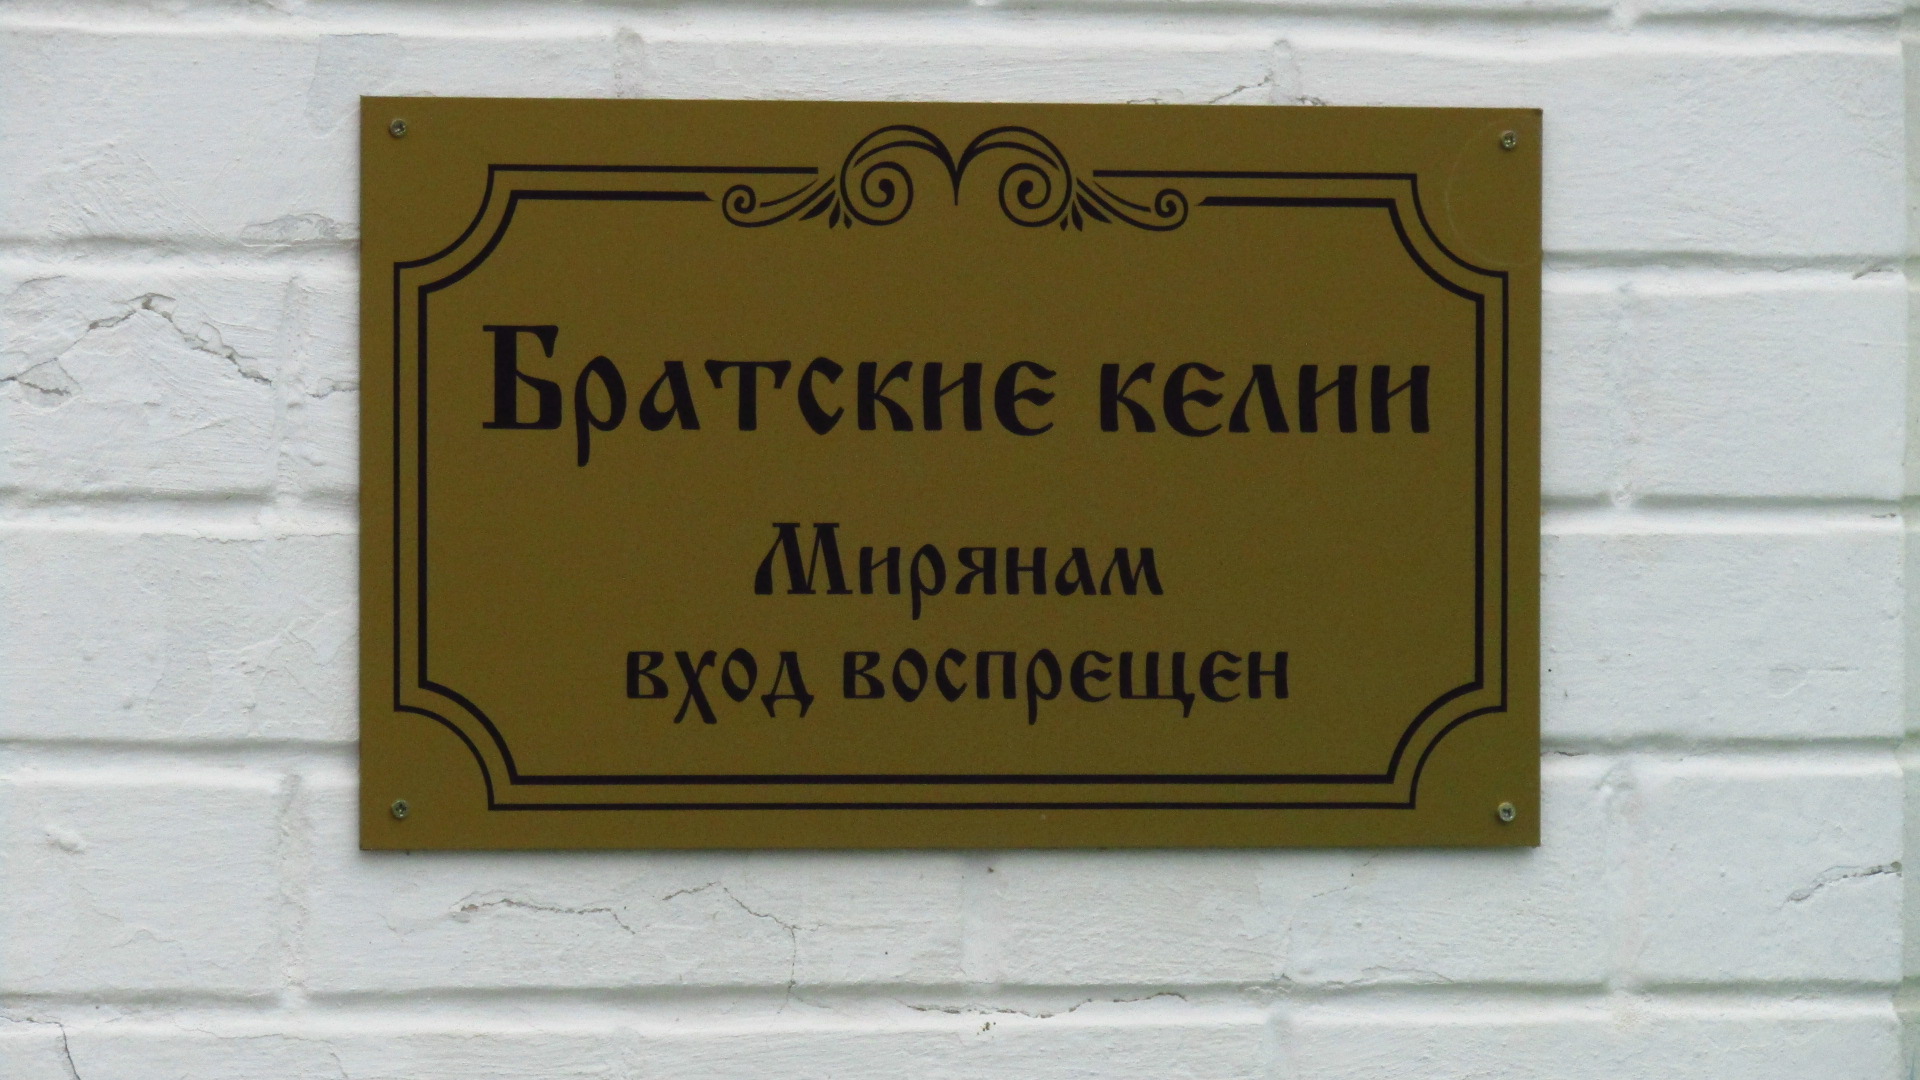 Братские келии
Мирянам
вход воспрещен